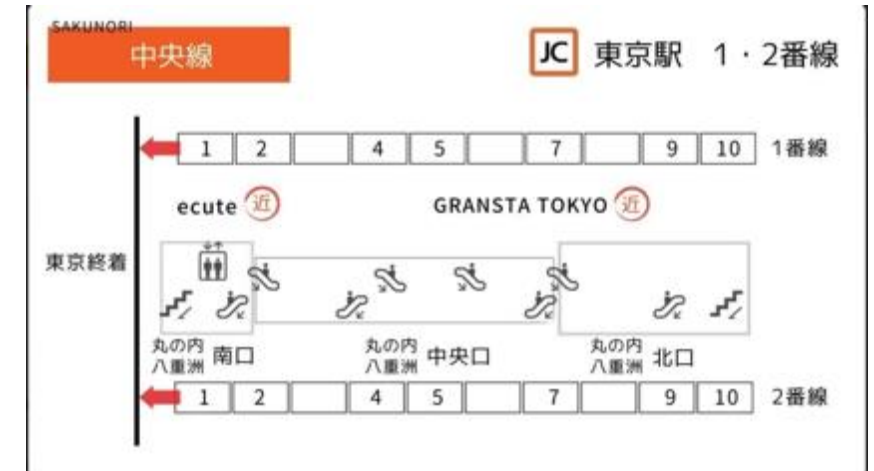 SAKUNORI
中央線
JC 東京駅 1・2番線
1 2 4 5 7 9 10 1番線
ecute 近 GRANSTA TOKYO 近
東京終着
丸の内 八重洲 南口 丸の内 八重洲 中央口 丸の内 八重洲 北口
1 2 4 5 7 9 10 2番線